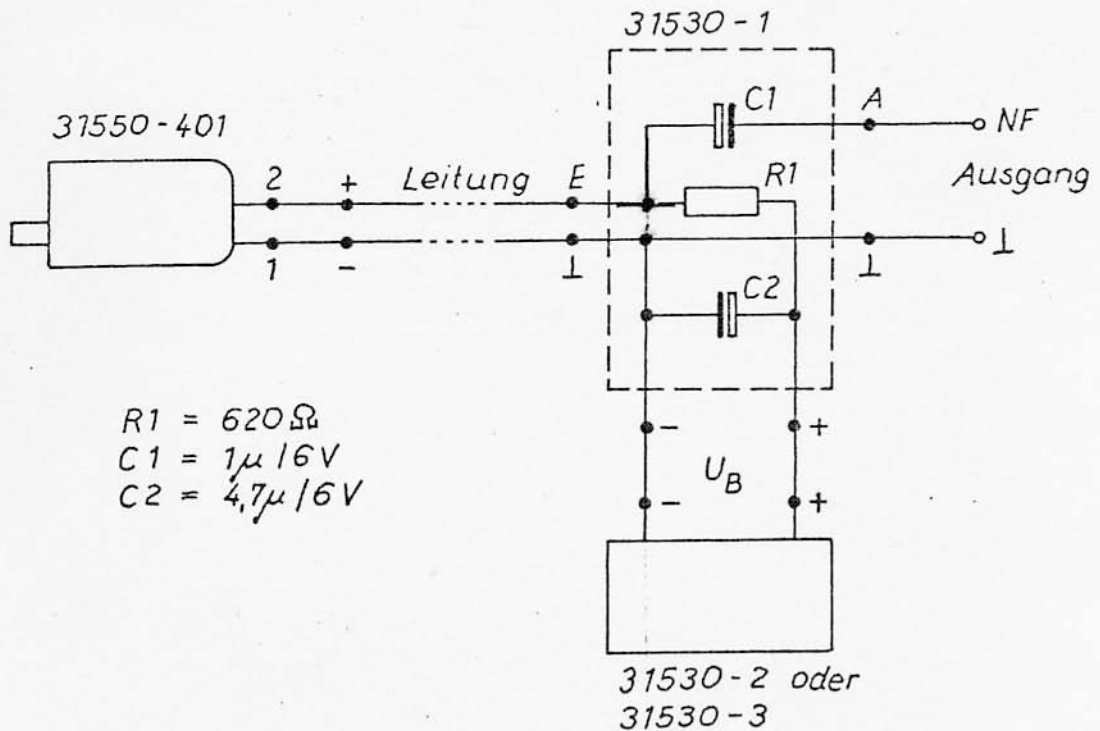 31530-1
31550-401
C1
A
NF
2
+
Leitung
E
R1
Ausgang
1
-
⊥
⊥
⊥
C2
R1 = 620 Ω
C1 = 1µ/6V
C2 = 4,7µ/6V
-
+
U_B
-
+
31530-2 oder
31530-3